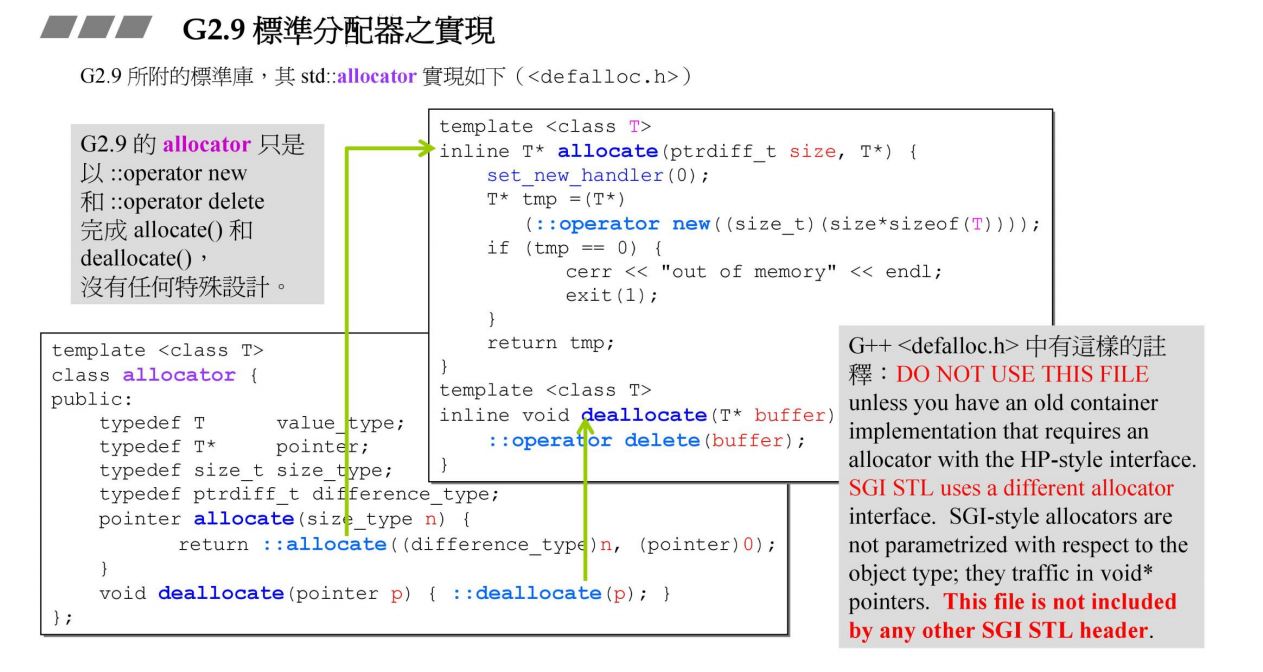 G2.9 標準分配器之實現
G2.9 所附的標準庫，其 std::allocator 實現如下（<defalloc.h>）
G2.9 的 allocator 只是
以 ::operator new
和 ::operator delete
完成 allocate() 和
deallocate()，
沒有任何特殊設計。
template <class T>
inline T* allocate(ptrdiff_t size, T*) {
    set_new_handler(0);
    T* tmp =(T*)
       (::operator new((size_t)(size*sizeof(T))));
    if (tmp == 0) {
          cerr << "out of memory" << endl;
          exit(1);
    }
    return tmp;
}
template <class T>
inline void deallocate(T* buffer)
    ::operator delete(buffer);
}
template <class T>
class allocator {
public:
    typedef T      value_type;
    typedef T*     pointer;
    typedef size_t size_type;
    typedef ptrdiff_t difference_type;
    pointer allocate(size_type n) {
          return ::allocate((difference_type)n, (pointer)0);
    }
    void deallocate(pointer p) { ::deallocate(p); }
};
G++ <defalloc.h> 中有這樣的註
釋：DO NOT USE THIS FILE
unless you have an old container
implementation that requires an
allocator with the HP-style interface.
SGI STL uses a different allocator
interface.  SGI-style allocators are
not parametrized with respect to the
object type; they traffic in void*
pointers.  This file is not included
by any other SGI STL header.